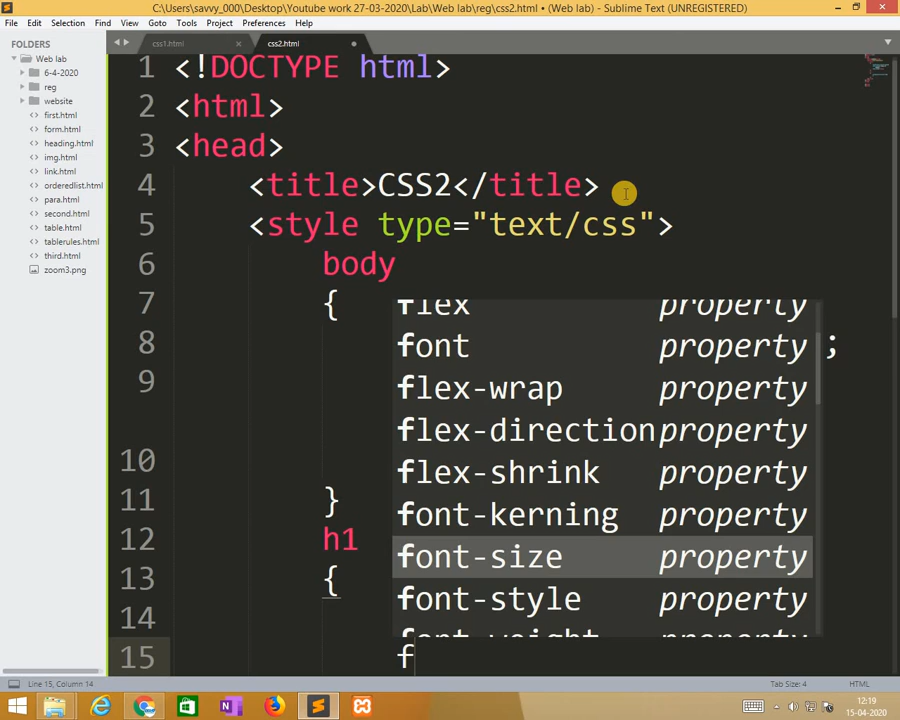 C:\Users\savvy_000\Desktop\Youtube work 27-03-2020\Lab\Web lab\reg\css2.html • (Web lab) - Sublime Text (UNREGISTERED)
File Edit Selection Find View Goto Tools Project Preferences Help
css1.html css2.html
FOLDERS
Web lab
6-4-2020
reg
website
first.html
form.html
heading.html
img.html
link.html
orderedlist.html
para.html
second.html
table.html
tablerules.html
third.html
zoom3.png
1 <!DOCTYPE html>
2 <html>
3 <head>
4 <title>CSS2</title>
5 <style type="text/css">
6 body
7 {
8 ;
9
10
11 }
12 h1
13 {
14
15 f
flex property
font property
flex-wrap property
flex-direction property
flex-shrink property
font-kerning property
font-size property
font-style property
font-weight property
Line 15, Column 14
Tab Size: 4
HTML
12:19
15-04-2020